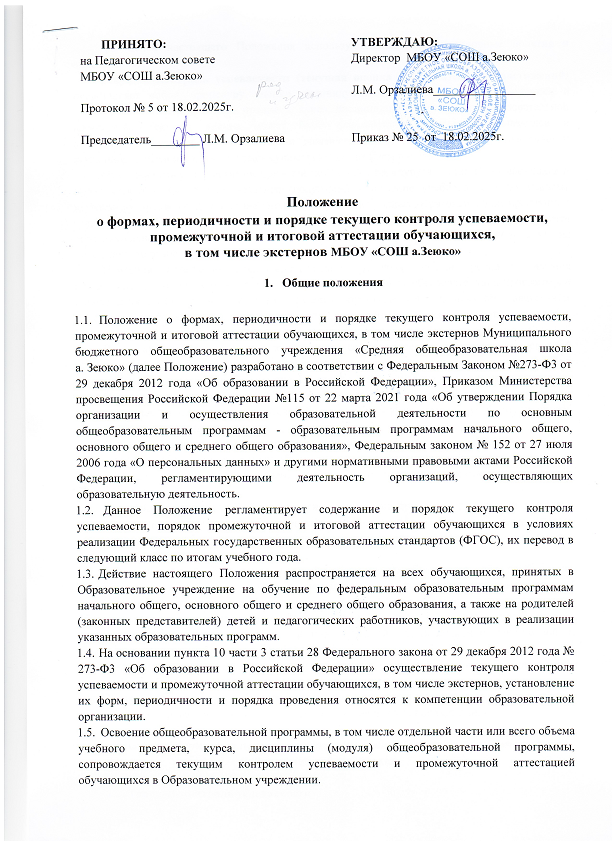 ПРИНЯТО:
на Педагогическом совете
МБОУ «СОШ а.Зеюко»
Протокол № 5 от 18.02.2025г.
Председатель________Л.М. Орзалиева
УТВЕРЖДАЮ:
Директор МБОУ «СОШ а.Зеюко»
Л.М. Орзалиева_________________
МБОУ
«СОШ
а. ЗЕЮКО»
Приказ № 25 от 18.02.2025г.
Положение
о формах, периодичности и порядке текущего контроля успеваемости,
промежуточной и итоговой аттестации обучающихся,
в том числе экстернов МБОУ «СОШ а.Зеюко»
1. Общие положения
1.1. Положение о формах, периодичности и порядке текущего контроля успеваемости,
промежуточной и итоговой аттестации обучающихся, в том числе экстернов Муниципального
бюджетного общеобразовательного учреждения «Средняя общеобразовательная школа
а. Зеюко» (далее Положение) разработано в соответствии с Федеральным Законом №273-ФЗ от
29 декабря 2012 года «Об образовании в Российской Федерации», Приказом Министерства
просвещения Российской Федерации №115 от 22 марта 2021 года «Об утверждении Порядка
организации и осуществления образовательной деятельности по основным
общеобразовательным программам - образовательным программам начального общего,
основного общего и среднего общего образования», Федеральным законом № 152 от 27 июля
2006 года «О персональных данных» и другими нормативными правовыми актами Российской
Федерации, регламентирующими деятельность организаций, осуществляющих
образовательную деятельность.
1.2. Данное Положение регламентирует содержание и порядок текущего контроля
успеваемости, порядок промежуточной и итоговой аттестации обучающихся в условиях
реализации Федеральных государственных образовательных стандартов (ФГОС), их перевод в
следующий класс по итогам учебного года.
1.3. Действие настоящего Положения распространяется на всех обучающихся, принятых в
Образовательное учреждение на обучение по федеральным образовательным программам
начального общего, основного общего и среднего общего образования, а также на родителей
(законных представителей) детей и педагогических работников, участвующих в реализации
указанных образовательных программ.
1.4. На основании пункта 10 части 3 статьи 28 Федерального закона от 29 декабря 2012 года №
273-ФЗ «Об образовании в Российской Федерации» осуществление текущего контроля
успеваемости и промежуточной аттестации обучающихся, в том числе экстернов, установление
их форм, периодичности и порядка проведения относятся к компетенции образовательной
организации.
1.5. Освоение общеобразовательной программы, в том числе отдельной части или всего объема
учебного предмета, курса, дисциплины (модуля) общеобразовательной программы,
сопровождается текущим контролем успеваемости и промежуточной аттестацией
обучающихся в Образовательном учреждении.